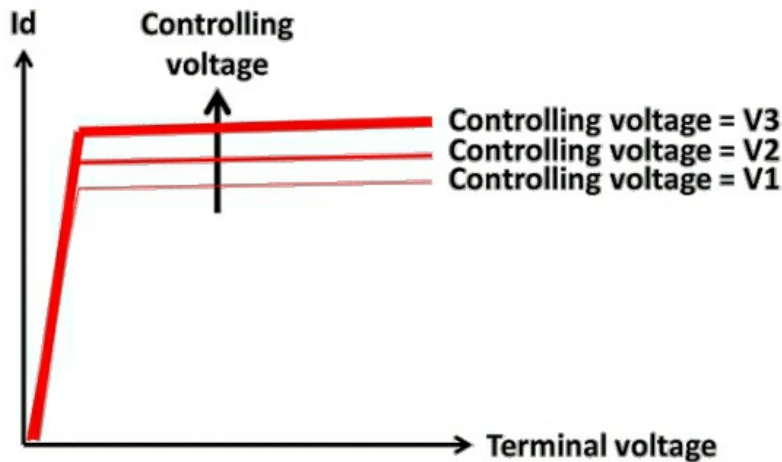 Id
Controlling
voltage
Controlling voltage = V3
Controlling voltage = V2
Controlling voltage = V1
Terminal voltage